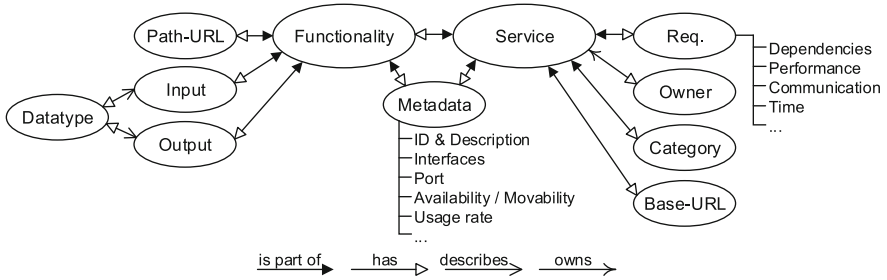 Path-URL
Functionality
Service
Req.
Dependencies
Performance
Communication
Time
...
Input
Owner
Datatype
Metadata
Output
Category
ID & Description
Interfaces
Port
Availability / Movability
Usage rate
...
Base-URL
is part of
has
describes
owns